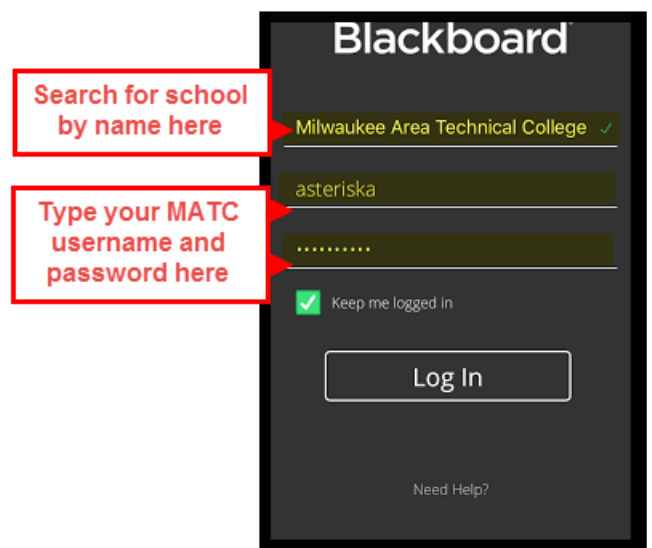 Blackboard
Search for school
by name here
Milwaukee Area Technical College
asteriska
Type your MATC
username and
password here
··········
Keep me logged in
Log In
Need Help?